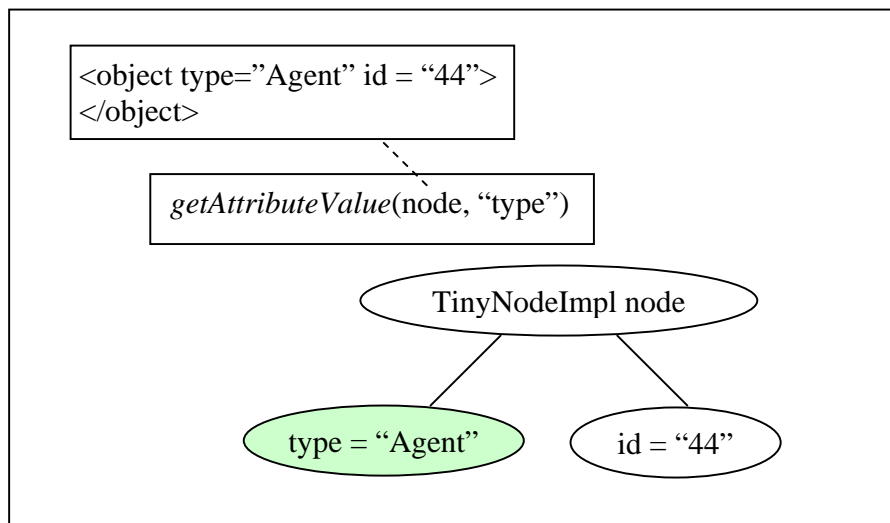 <object type=”Agent” id = “44”>
</object>
getAttributeValue(node, “type”)
TinyNodeImpl node
type = “Agent”
id = “44”